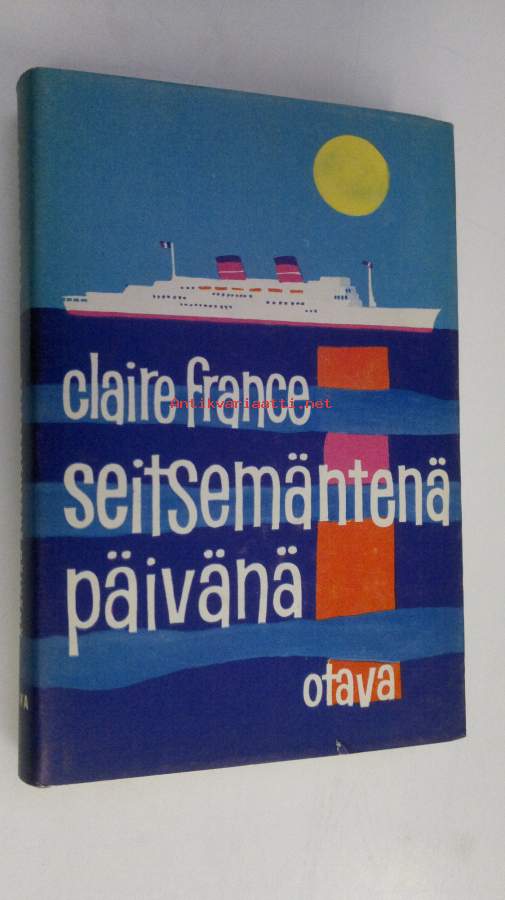 claire france
Antikvariaatti.net
seitsemäntenä
päivänä
otava